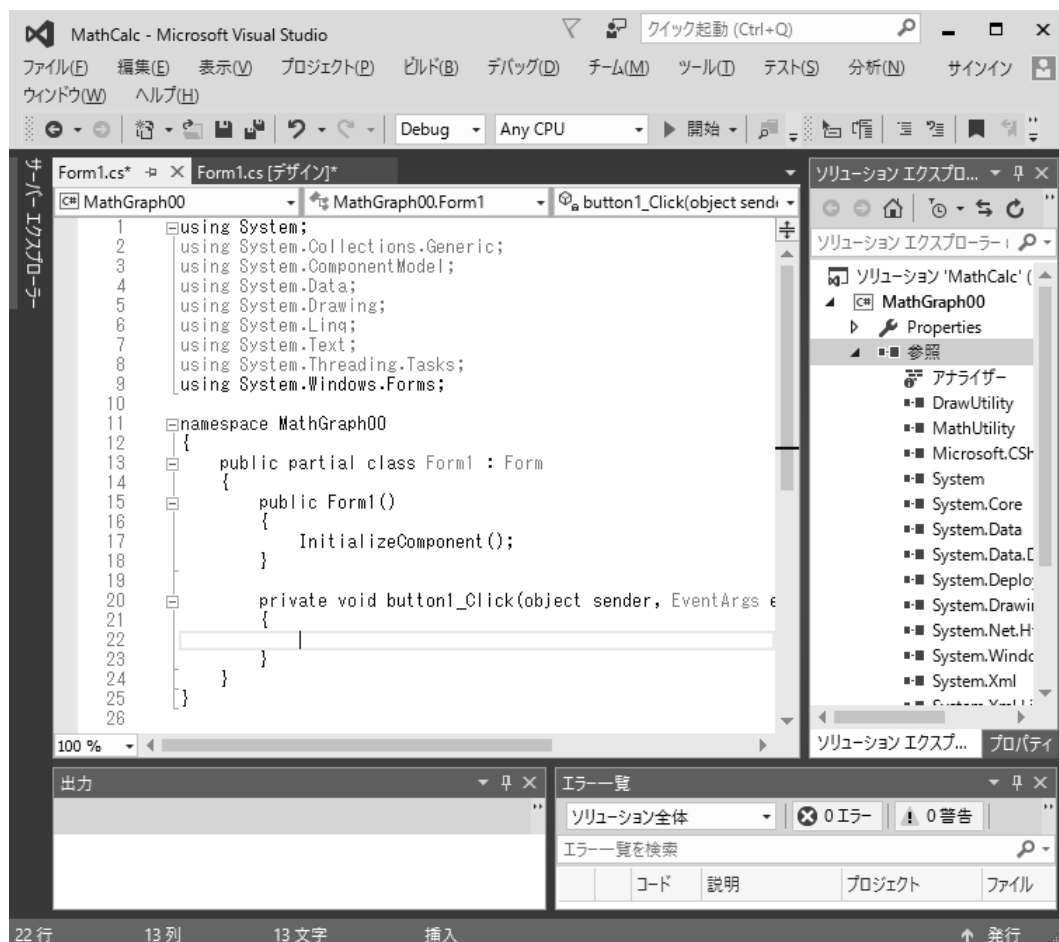 MathCalc - Microsoft Visual Studio
クイック起動 (Ctrl+Q)
ファイル(F) 編集(E) 表示(V) プロジェクト(P) ビルド(B) デバッグ(D) チーム(M) ツール(T) テスト(S) 分析(N) サインイン
ウィンドウ(W) ヘルプ(H)
Debug Any CPU 開始
サーバー エクスプローラー
Form1.cs* Form1.cs [デザイン]*
MathGraph00 MathGraph00.Form1 button1_Click(object sende
1 using System;
2 using System.Collections.Generic;
3 using System.ComponentModel;
4 using System.Data;
5 using System.Drawing;
6 using System.Linq;
7 using System.Text;
8 using System.Threading.Tasks;
9 using System.Windows.Forms;
10
11 namespace MathGraph00
12 {
13 public partial class Form1 : Form
14 {
15 public Form1()
16 {
17 InitializeComponent();
18 }
19
20 private void button1_Click(object sender, EventArgs e
21 {
22
23 }
24 }
25 }
26
100 %
ソリューション エクスプロ...
ソリューション エクスプローラー
ソリューション 'MathCalc' (
C# MathGraph00
Properties
参照
アナライザー
DrawUtility
MathUtility
Microsoft.CSh
System
System.Core
System.Data
System.Data.D
System.Deplo
System.Drawi
System.Net.H
System.Windo
System.Xml
ソリューション エクスプ... プロパティ
出力
エラー一覧
ソリューション全体 0 エラー 0 警告
エラー一覧を検索
コード 説明 プロジェクト ファイル
22 行 13 列 13 文字 挿入 発行